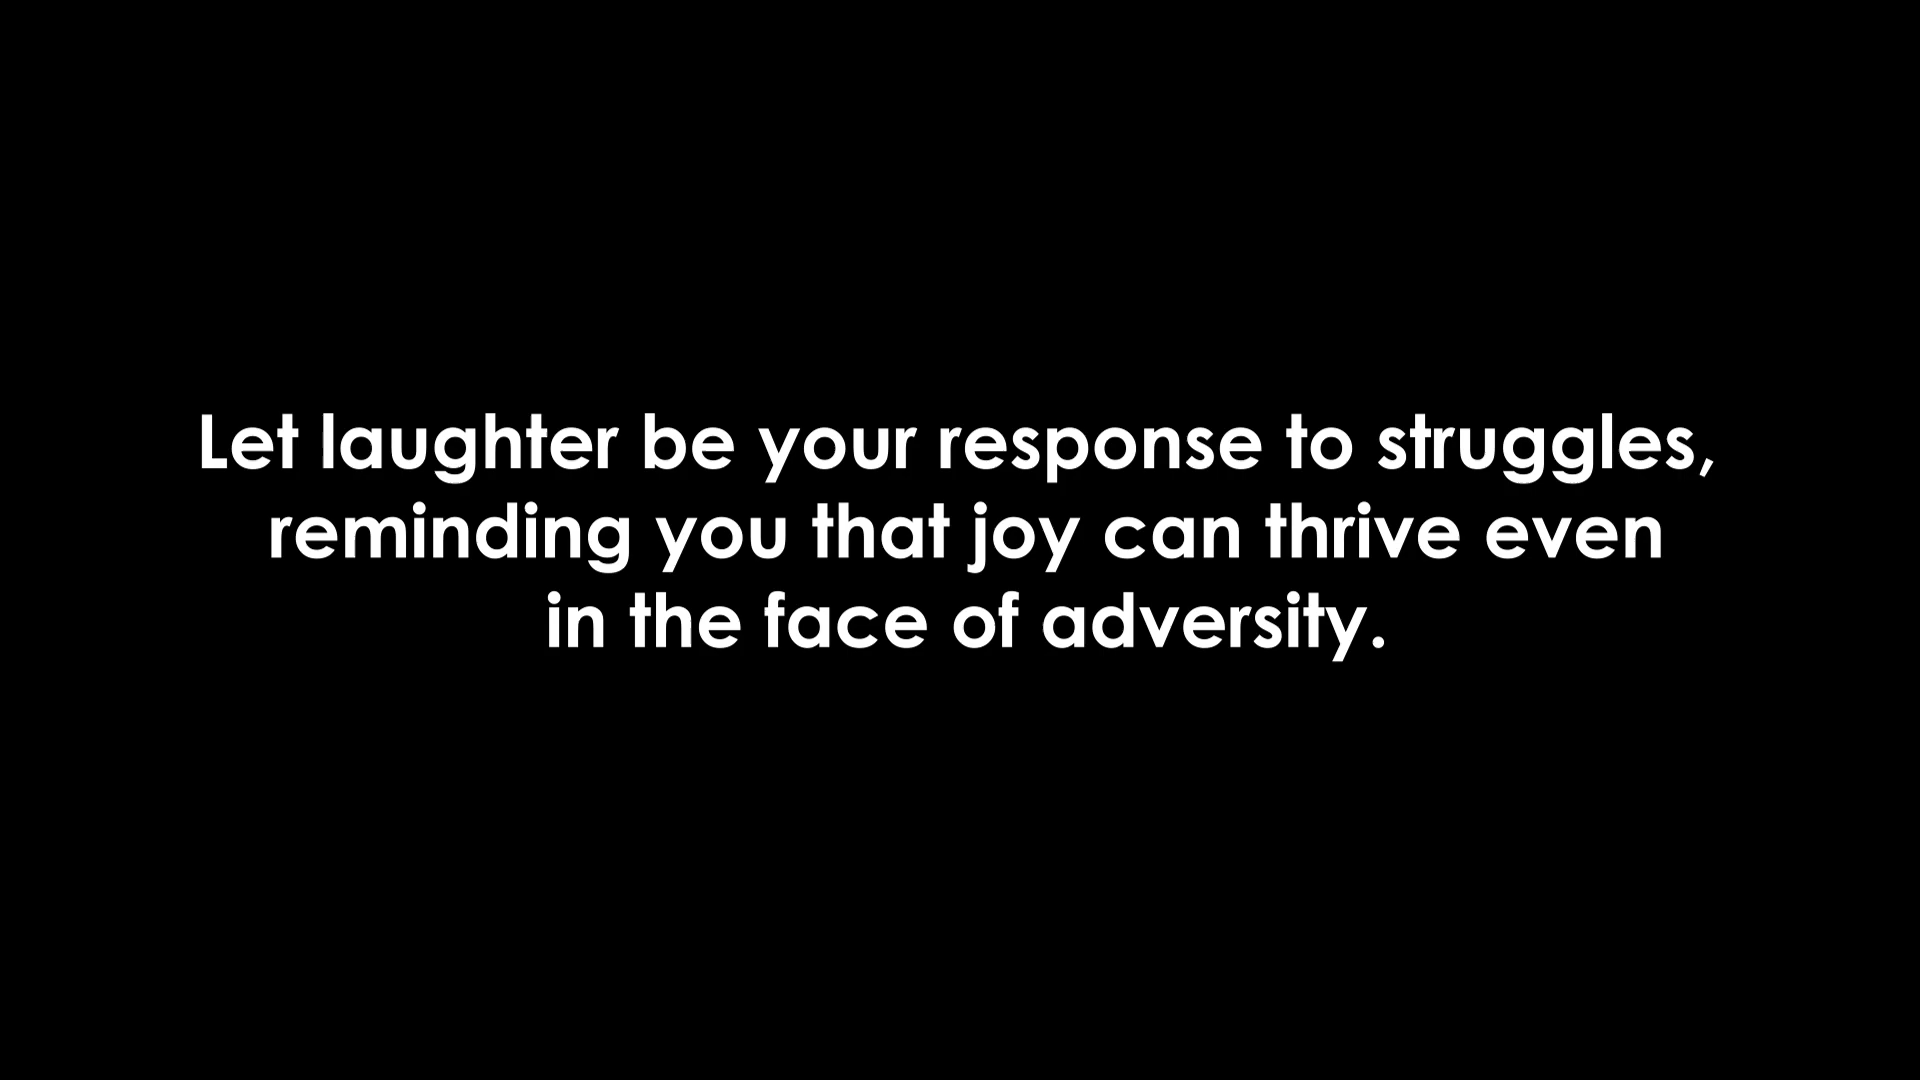 Let laughter be your response to struggles,
reminding you that joy can thrive even
in the face of adversity.